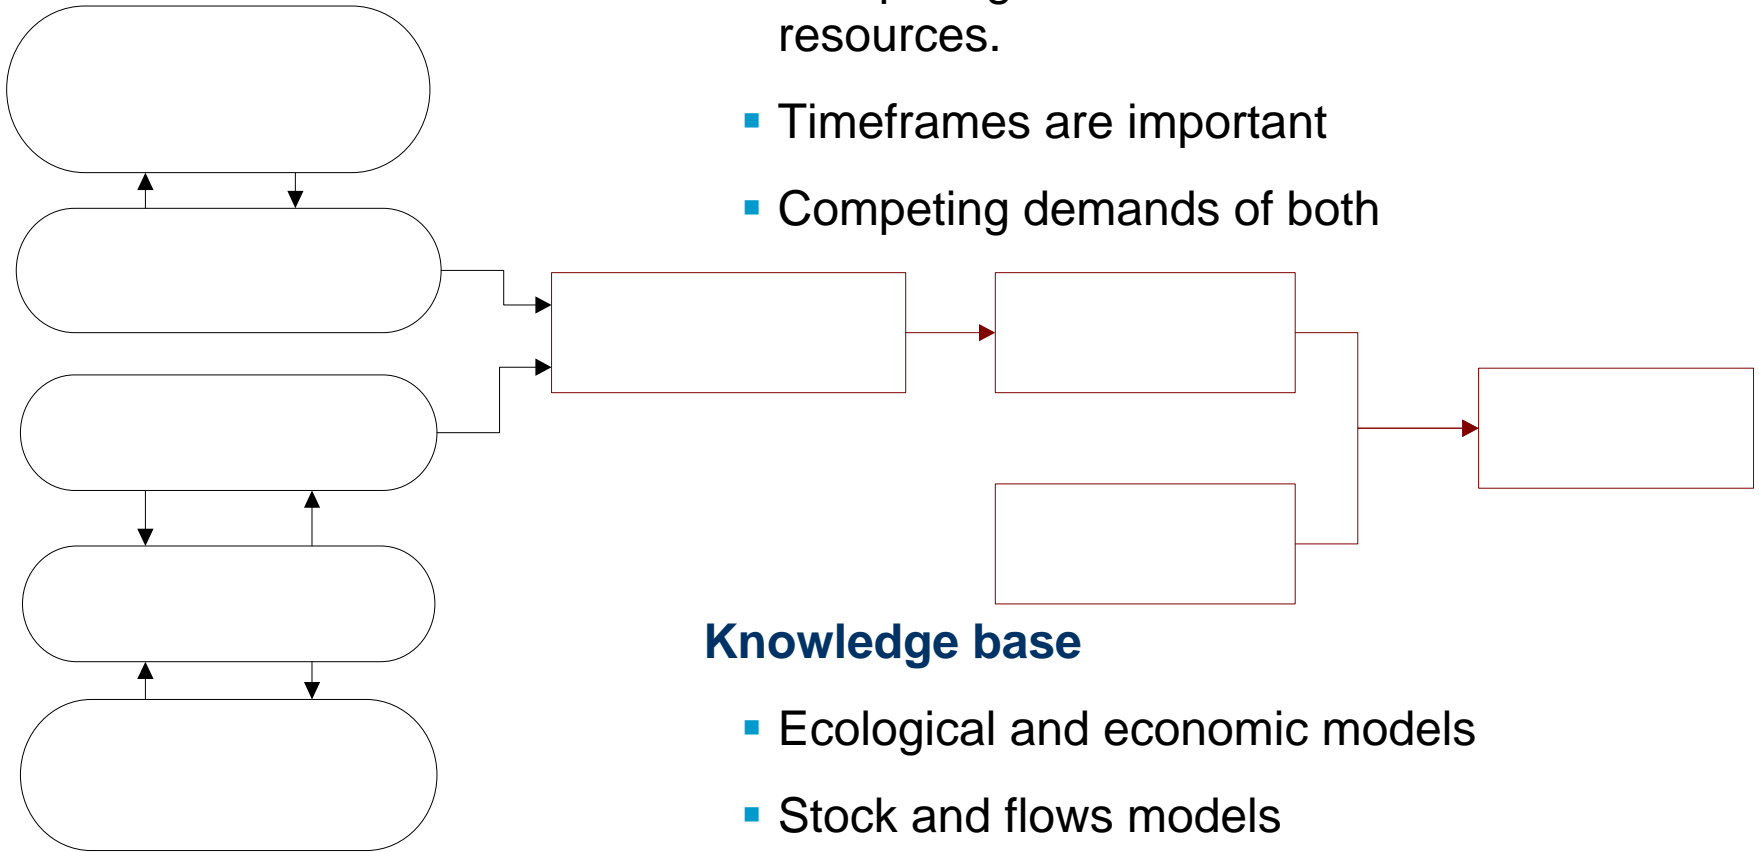 resources.
▪ Timeframes are important
▪ Competing demands of both
Knowledge base
▪ Ecological and economic models
▪ Stock and flows models